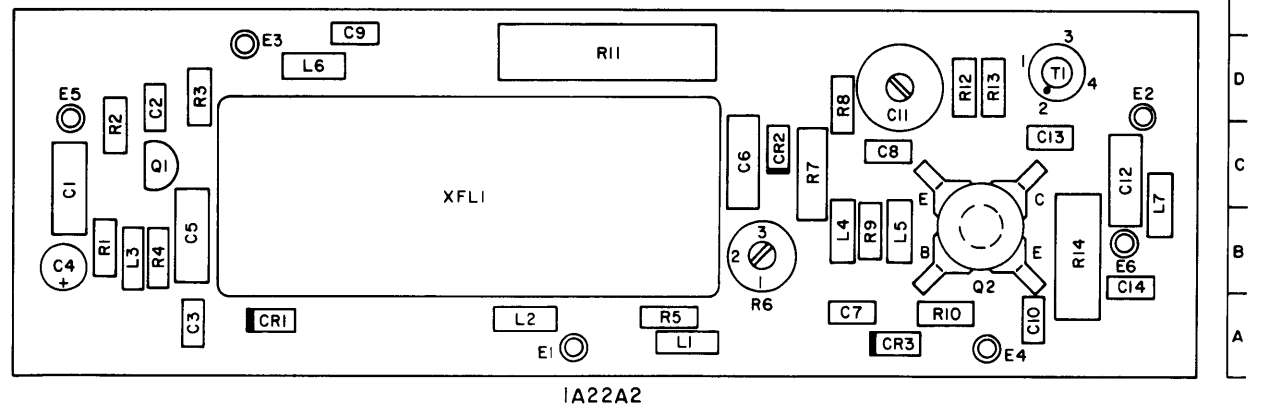 C9
E3
L6
R11
3
1
T1
4
2
D
E5
R2
C2
R3
R8
C11
R12
R13
E2
C13
Q1
C1
C6
CR2
R7
C8
C12
C
L7
XFL1
E
C
C5
R1
L3
R4
C4
+
3
2
1
R6
L4
R9
L5
B
E
Q2
R14
E6
C14
B
C3
CR1
L2
R5
L1
E1
C7
R10
C10
CR3
E4
A
1A22A2